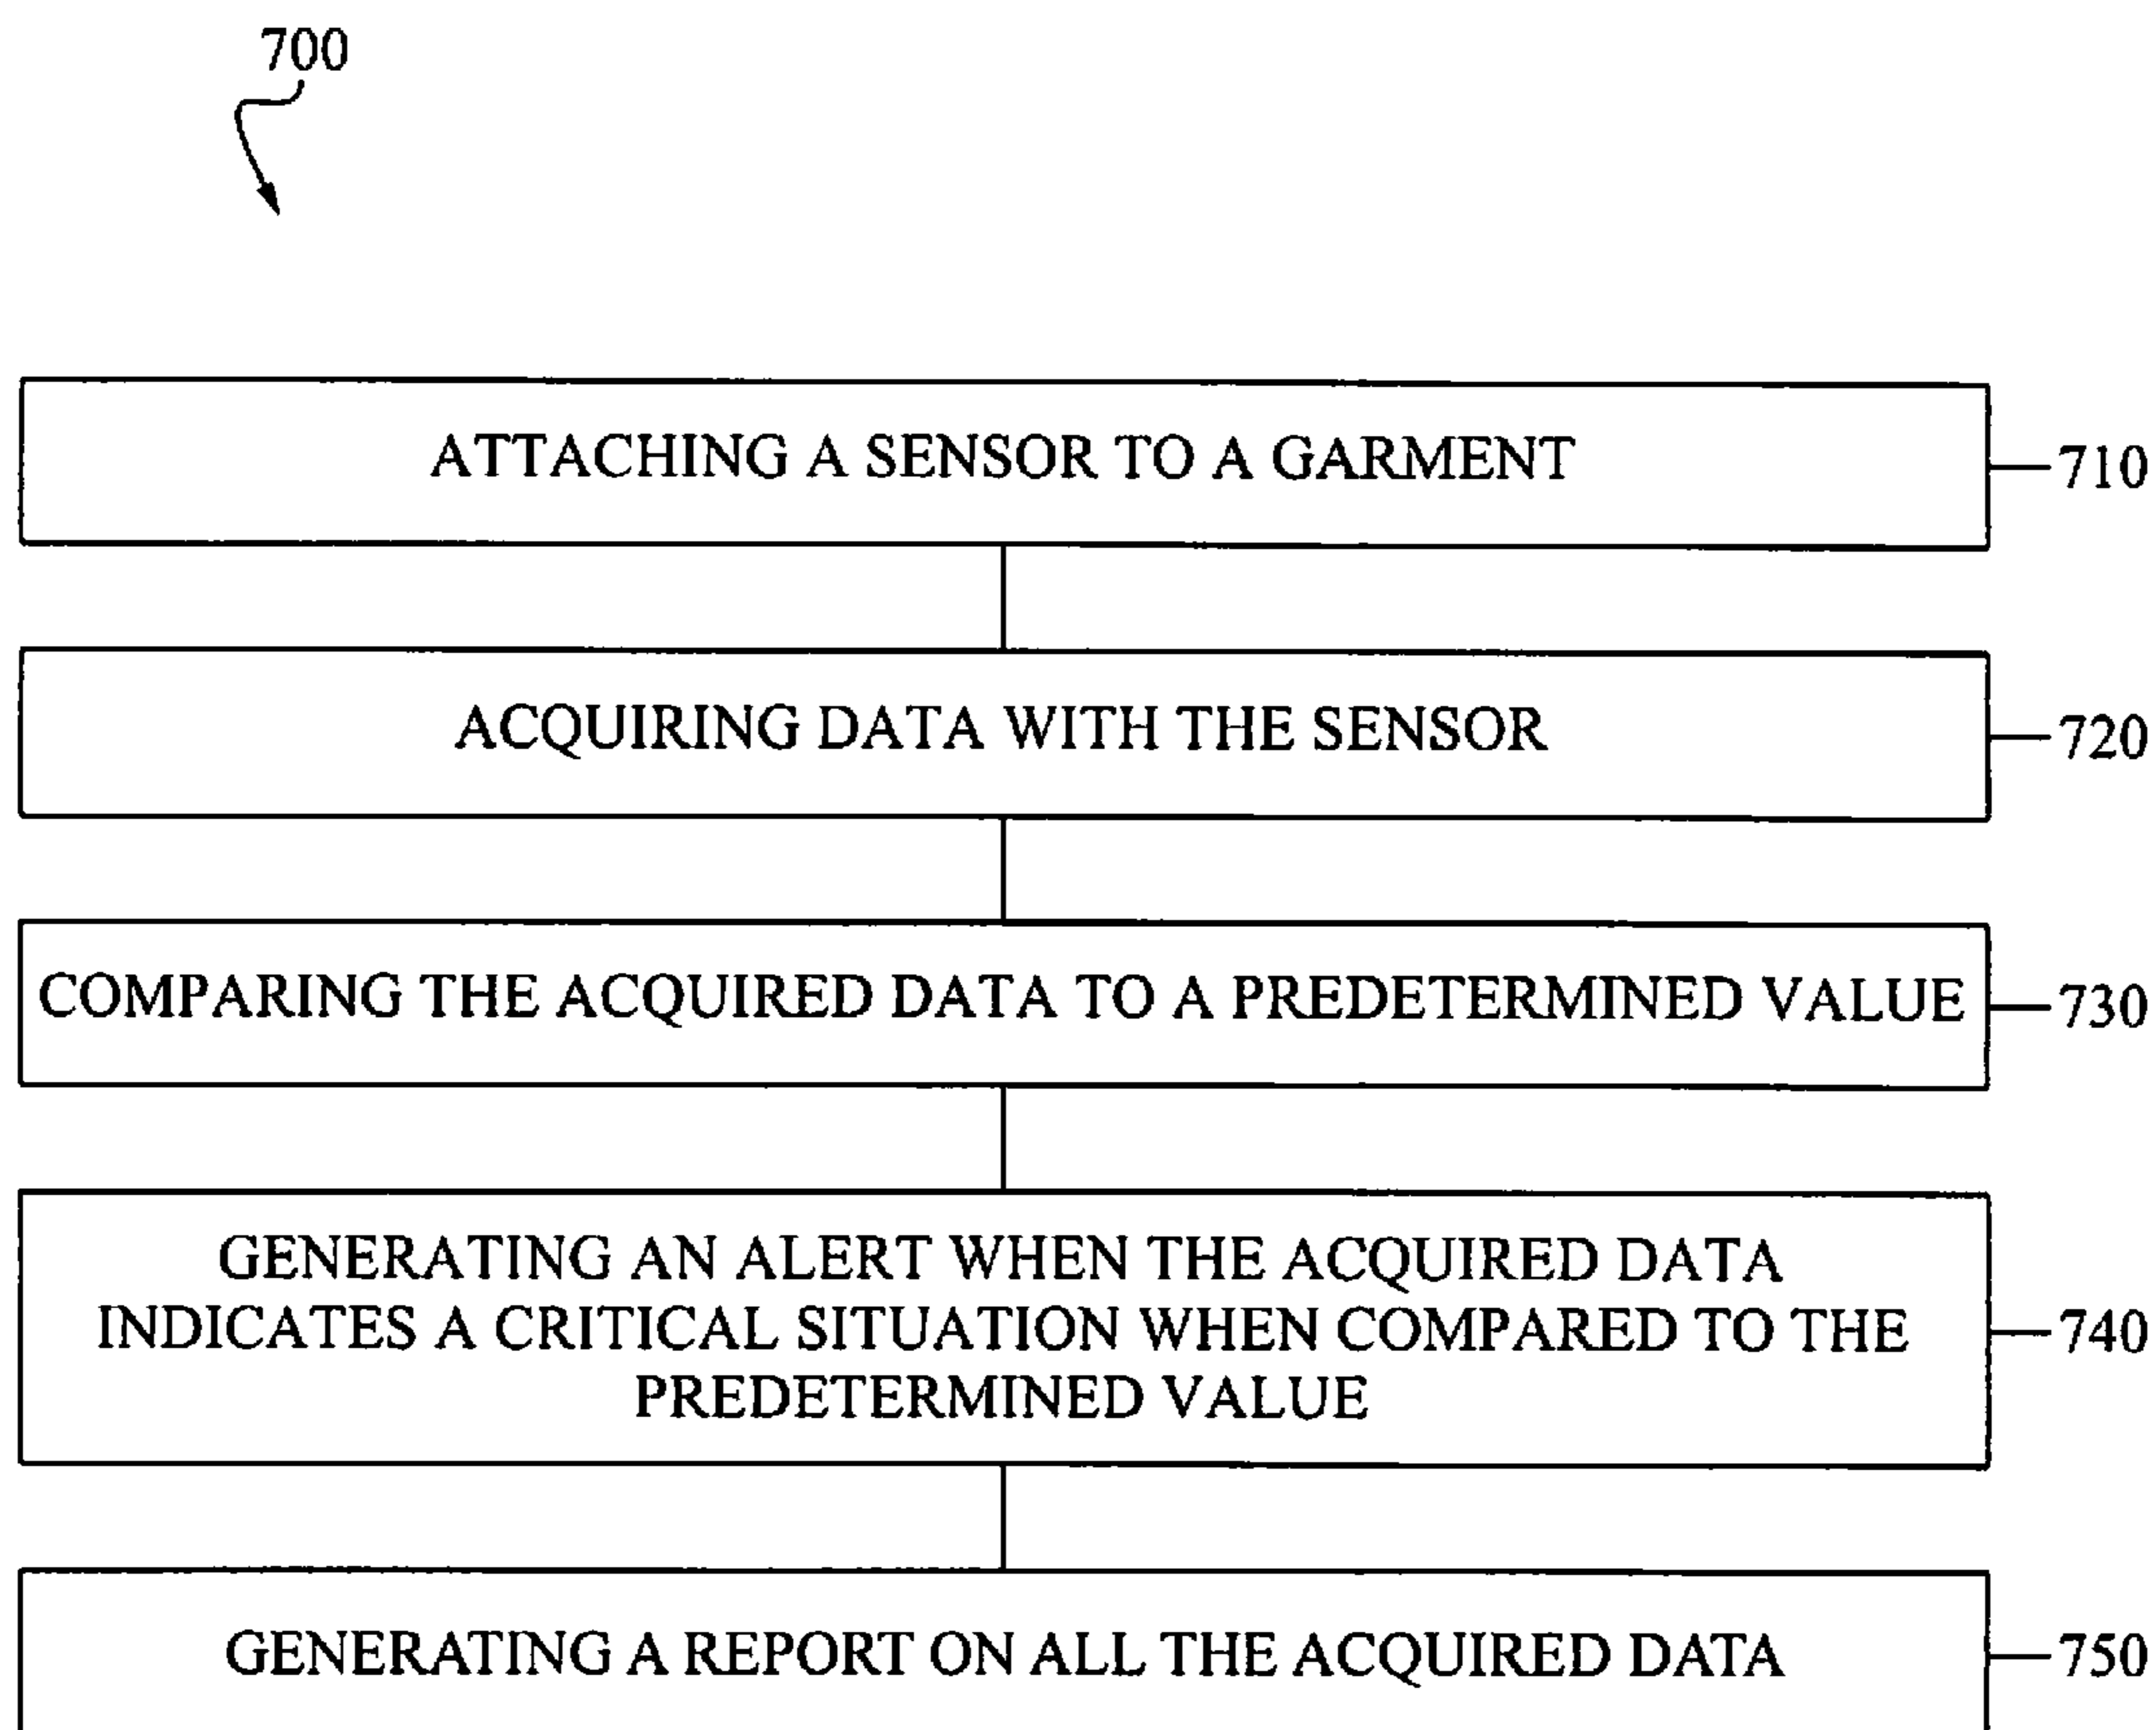 700
ATTACHING A SENSOR TO A GARMENT
710
ACQUIRING DATA WITH THE SENSOR
720
COMPARING THE ACQUIRED DATA TO A PREDETERMINED VALUE
730
GENERATING AN ALERT WHEN THE ACQUIRED DATA
INDICATES A CRITICAL SITUATION WHEN COMPARED TO THE
PREDETERMINED VALUE
740
GENERATING A REPORT ON ALL THE ACQUIRED DATA
750